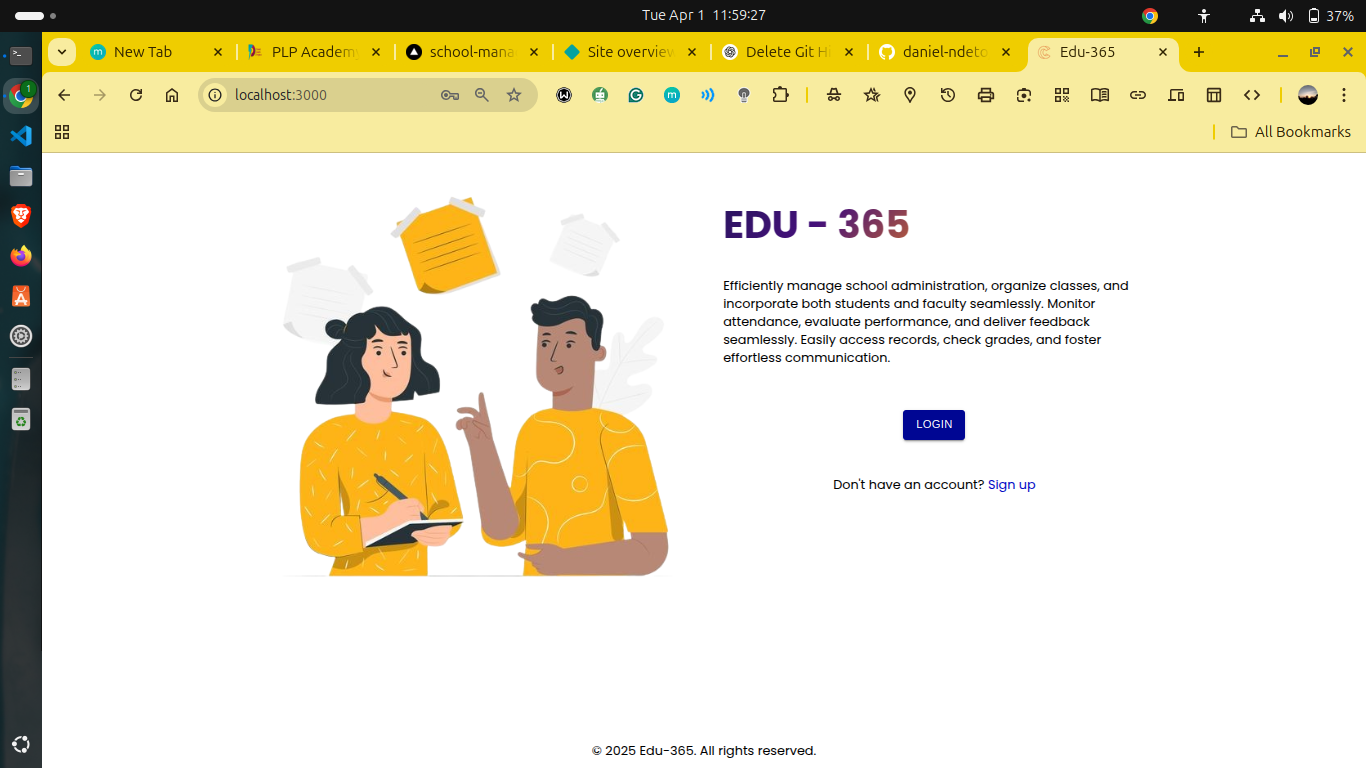 Tue Apr 1 11:59:27
37%
New Tab
PLP Academy
school-mana
Site overview
Delete Git Hi
daniel-ndeto
Edu-365
1
localhost:3000
All Bookmarks
EDU - 365
Efficiently manage school administration, organize classes, and
incorporate both students and faculty seamlessly. Monitor
attendance, evaluate performance, and deliver feedback
seamlessly. Easily access records, check grades, and foster
effortless communication.
LOGIN
Don't have an account? Sign up
© 2025 Edu-365. All rights reserved.